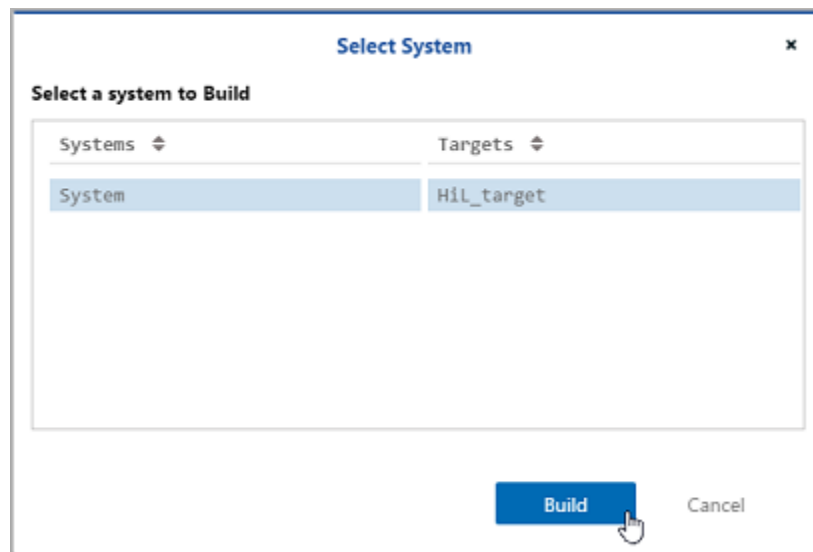 Select System
Select a system to Build
Systems Targets
System HiL_target
Build Cancel